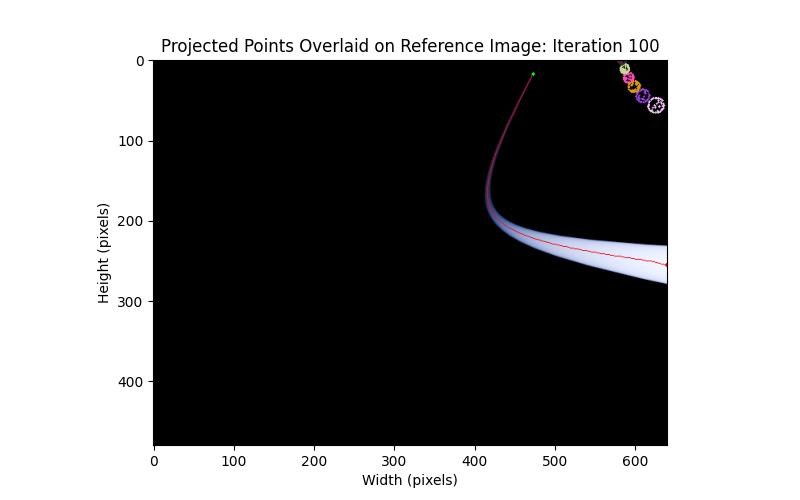 Projected Points Overlaid on Reference Image: Iteration 100
0
100
200
300
400
Height (pixels)
0 100 200 300 400 500 600
Width (pixels)